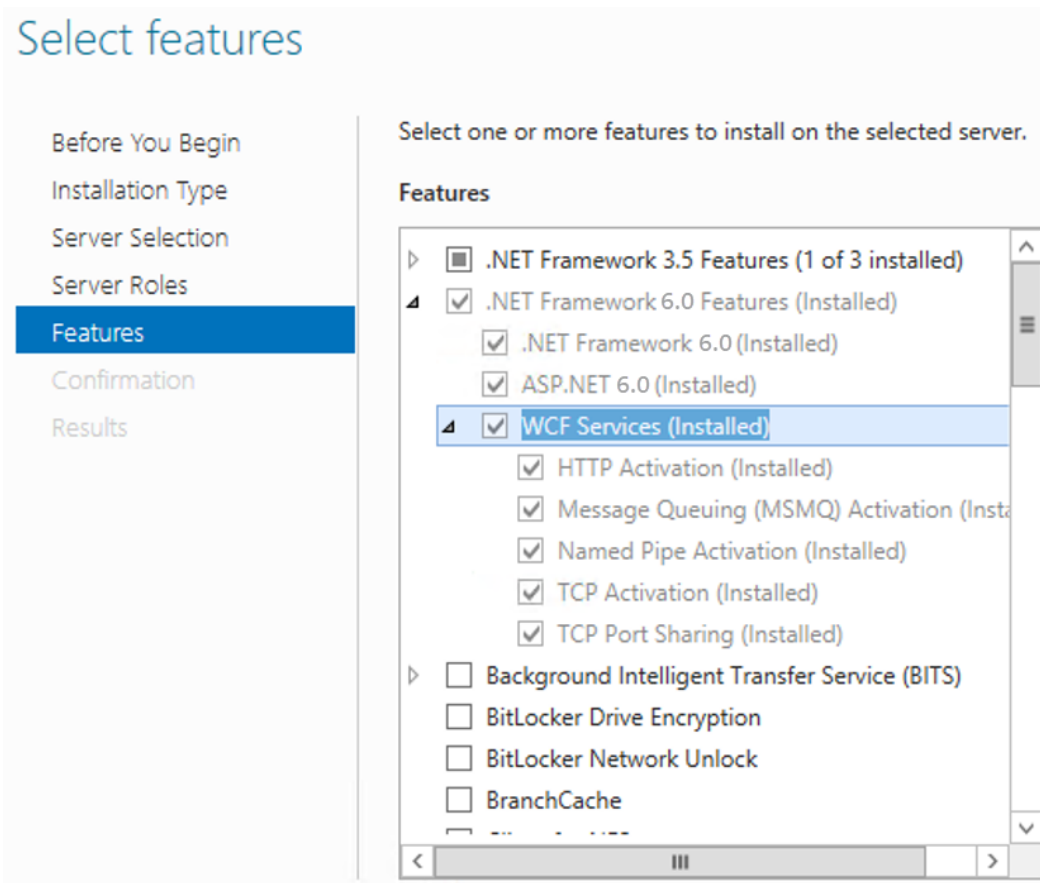 Select features
Before You Begin
Installation Type
Server Selection
Server Roles
Features
Confirmation
Results
Select one or more features to install on the selected server.
Features
.NET Framework 3.5 Features (1 of 3 installed)
.NET Framework 6.0 Features (Installed)
.NET Framework 6.0 (Installed)
ASP.NET 6.0 (Installed)
WCF Services (Installed)
HTTP Activation (Installed)
Message Queuing (MSMQ) Activation (Insta
Named Pipe Activation (Installed)
TCP Activation (Installed)
TCP Port Sharing (Installed)
Background Intelligent Transfer Service (BITS)
BitLocker Drive Encryption
BitLocker Network Unlock
BranchCache